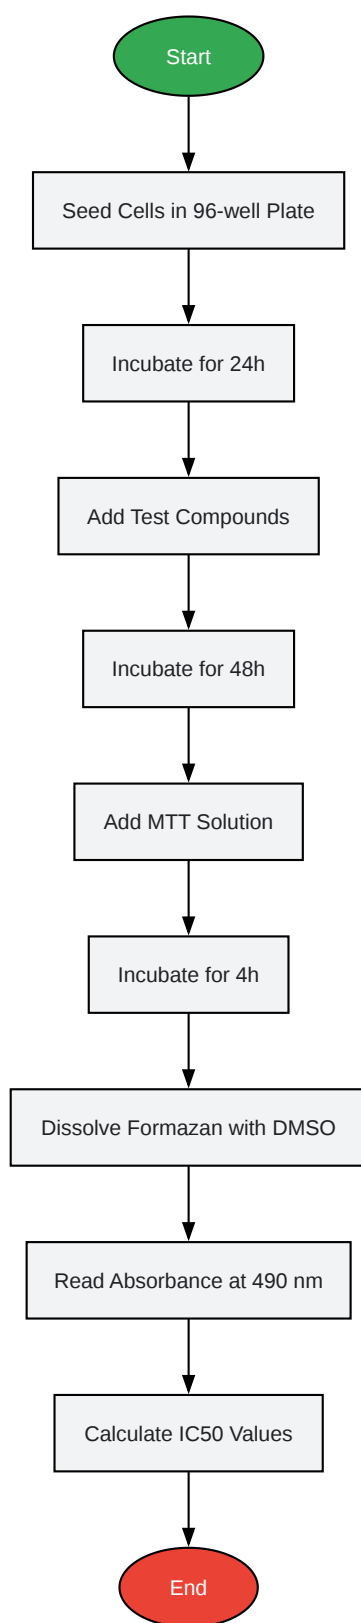 Start
Seed Cells in 96-well Plate
Incubate for 24h
Add Test Compounds
Incubate for 48h
Add MTT Solution
Incubate for 4h
Dissolve Formazan with DMSO
Read Absorbance at 490 nm
Calculate IC50 Values
End